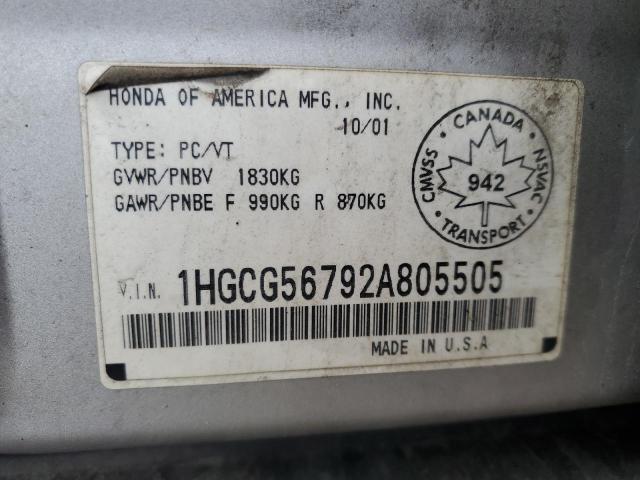 HONDA OF AMERICA MFG., INC.
10/01
TYPE: PC/VT
GVWR/PNBV 1830KG
GAWR/PNBE F 990KG R 870KG
CANADA
CMVSS
NSVAC
942
TRANSPORT
V.I.N. 1HGCG56792A805505
MADE IN U.S.A